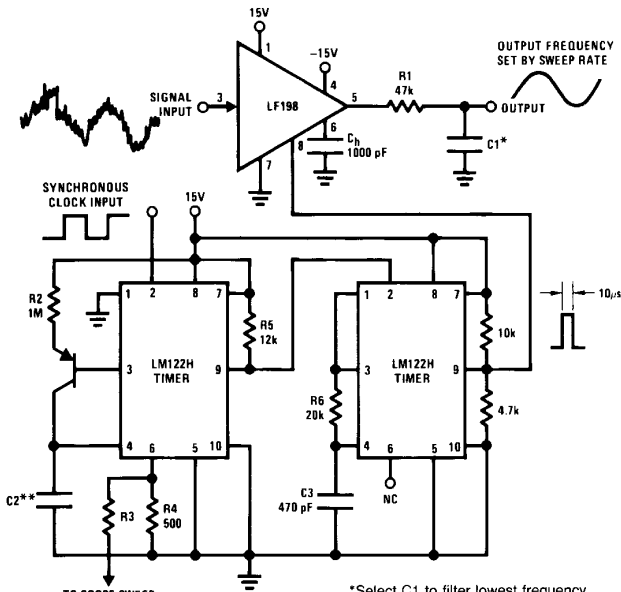 15V
-15V
OUTPUT FREQUENCY
SET BY SWEEP RATE
1
4
R1
47k
SIGNAL
INPUT
3
LF198
5
OUTPUT
6
8
Ch
1000 pF
C1*
7
SYNCHRONOUS
CLOCK INPUT
15V
10μs
R2
1M
1
2
8
7
R5
12k
1
2
8
7
10k
3
LM122H
TIMER
9
3
LM122H
TIMER
9
R6
20k
4.7k
4
6
5
10
4
6
5
10
C2**
R3
R4
500
C3
470 pF
NC
*Select C1 to filter lowest frequency